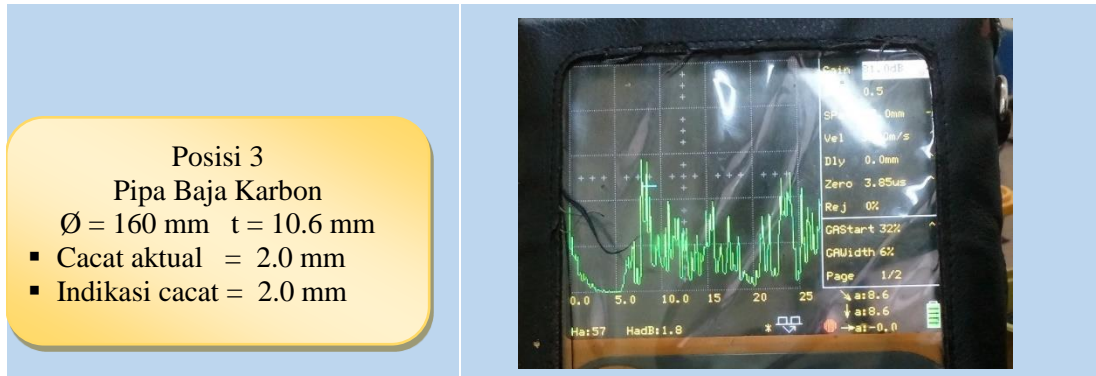 Posisi 3
Pipa Baja Karbon
Ø = 160 mm t = 10.6 mm
▪ Cacat aktual = 2.0 mm
▪ Indikasi cacat = 2.0 mm
Gain
0.5
Vel m/s
Dly 0.0mm
Zero 3.85us
Rej 0%
GAStart 32%
GAWidth 6%
Page 1/2
0.0 5.0 10.0 15 20 25
a:8.6
a:8.6
Ha:57 HadB:1.8
a:-0.0